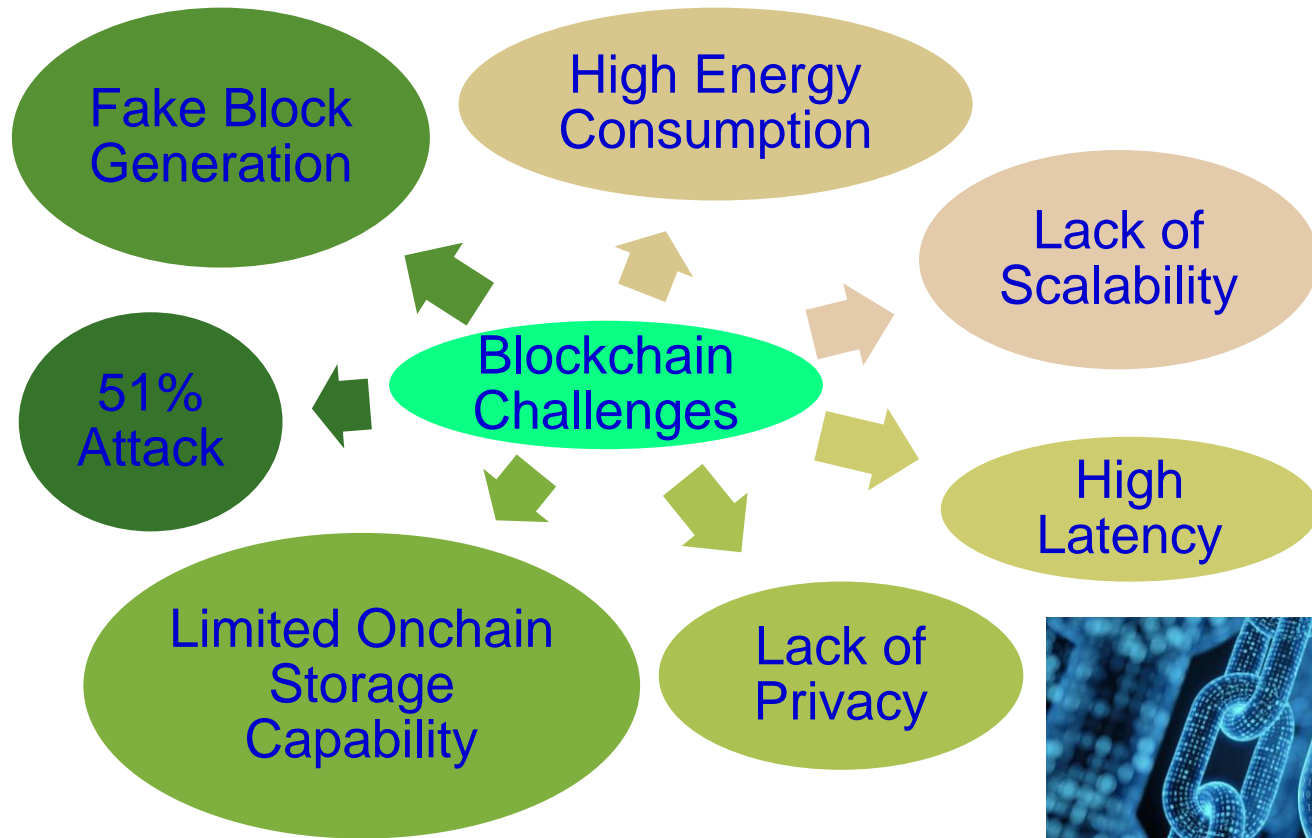 Fake Block
Generation
High Energy
Consumption
Lack of
Scalability
Blockchain
Challenges
51%
Attack
High
Latency
Limited Onchain
Storage
Capability
Lack of
Privacy